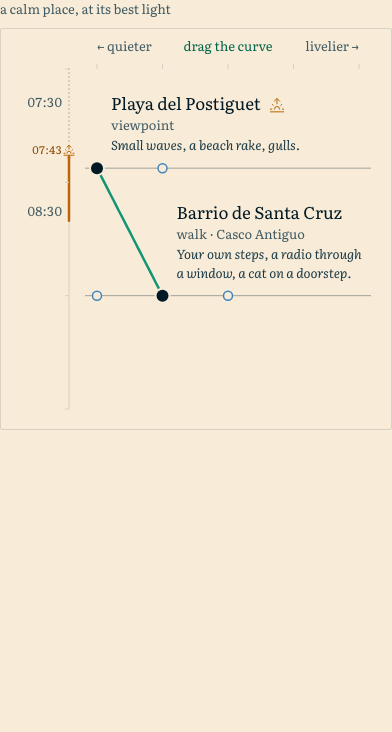 a calm place, at its best light
← quieter drag the curve livelier →
07:30
Playa del Postiguet
viewpoint
Small waves, a beach rake, gulls.
07:43
08:30
Barrio de Santa Cruz
walk · Casco Antiguo
Your own steps, a radio through
a window, a cat on a doorstep.